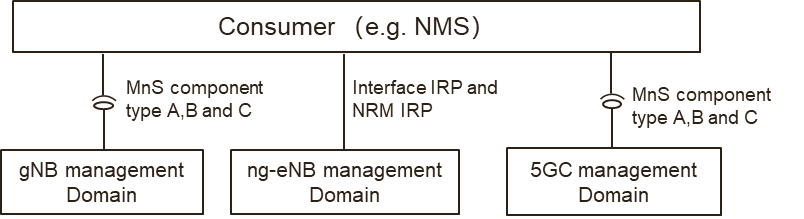 Consumer （e.g. NMS）
MnS component
type A,B and C
Interface IRP and
NRM IRP
MnS component
type A,B and C
gNB management
Domain
ng-eNB management
Domain
5GC management
Domain